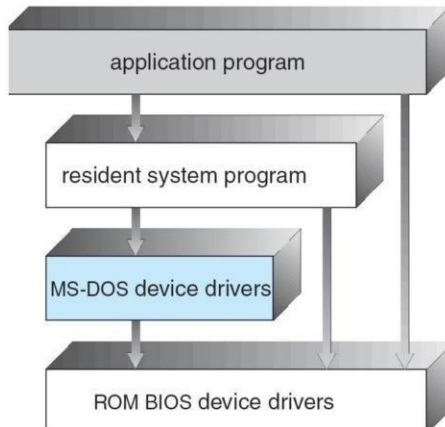 application program
resident system program
MS-DOS device drivers
ROM BIOS device drivers